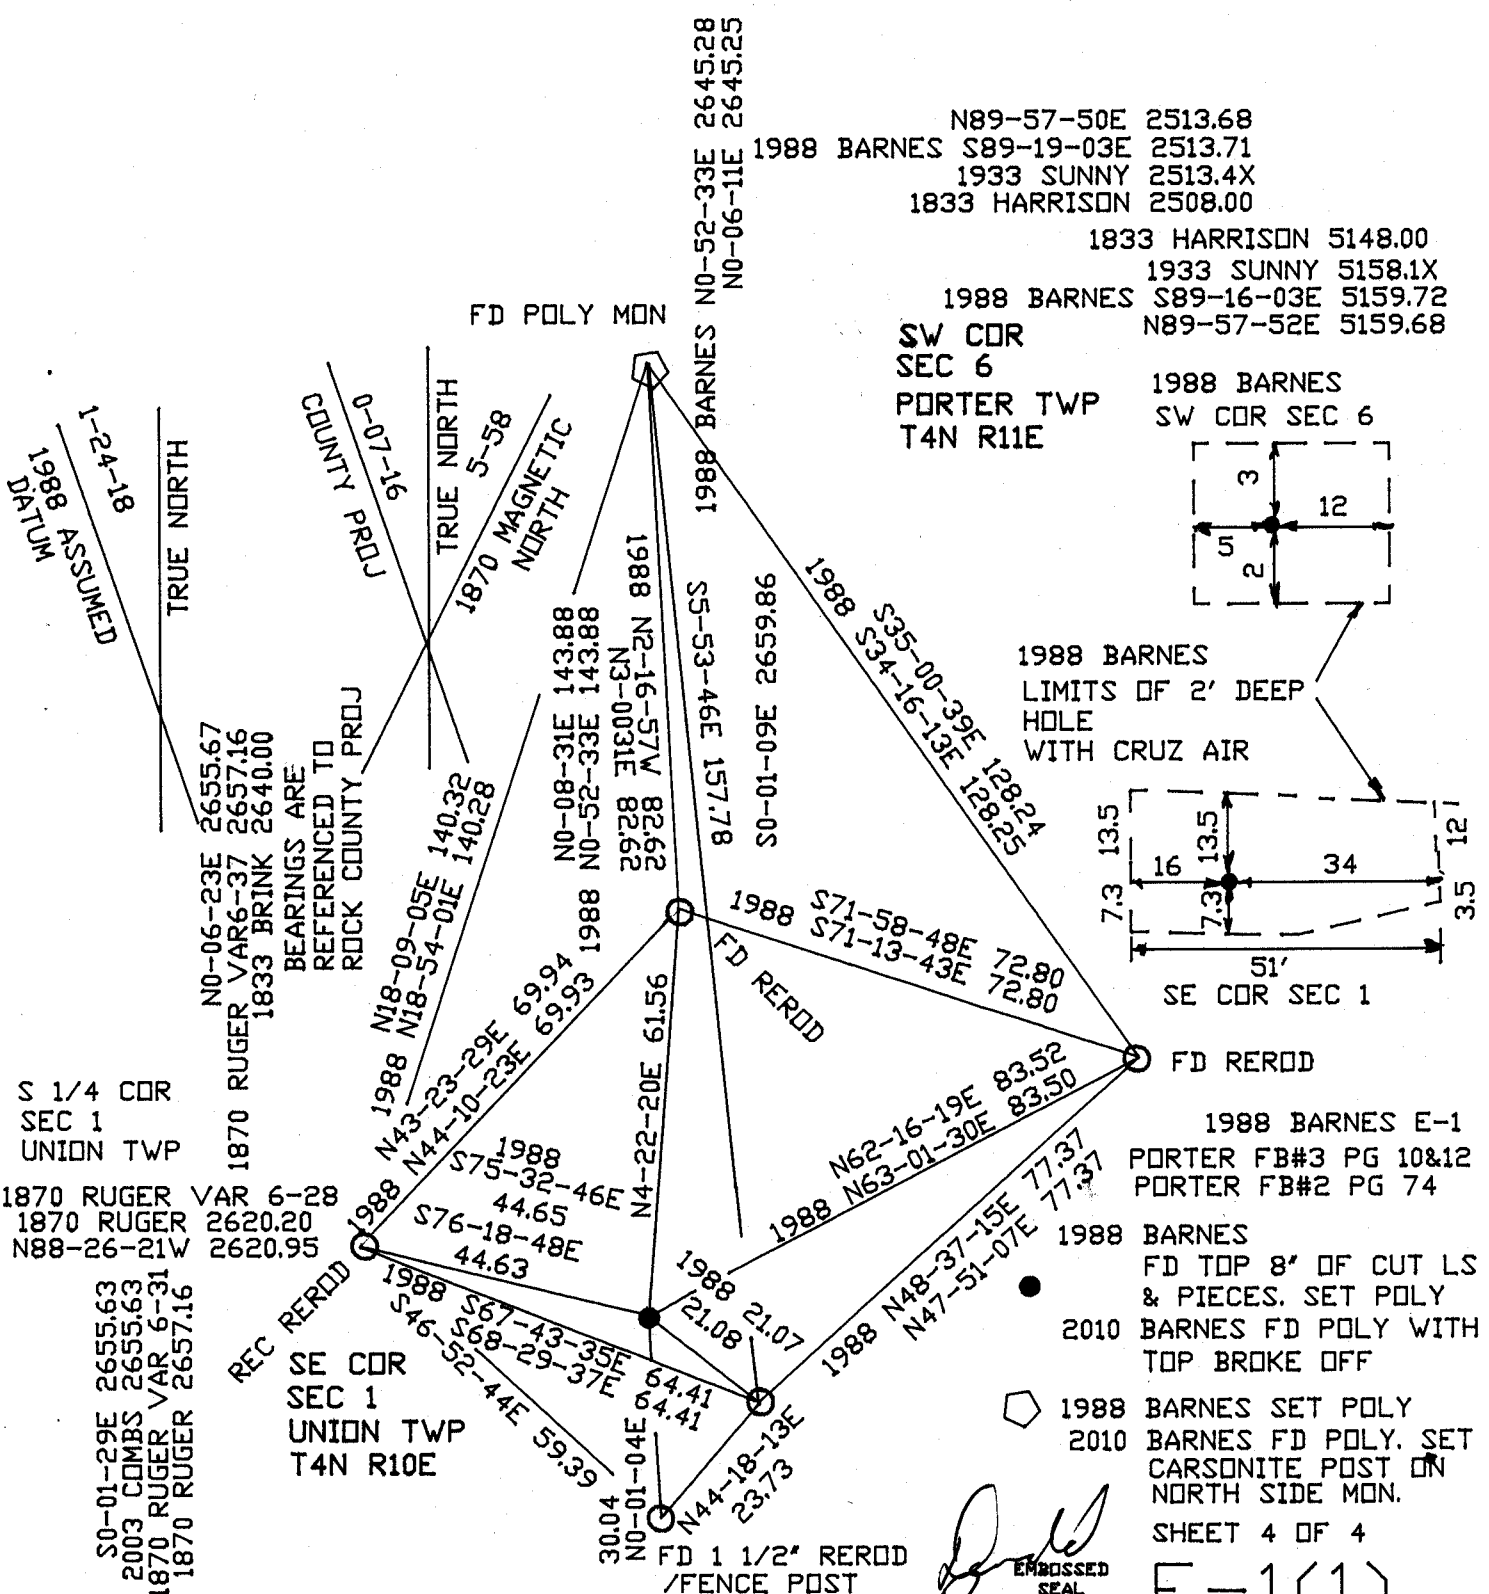 1988 BARNES N0-52-33E 2645.28
N0-06-11E 2645.25
N89-57-50E 2513.68
1988 BARNES S89-19-03E 2513.71
1933 SUNNY 2513.4X
1833 HARRISON 2508.00
1833 HARRISON 5148.00
1933 SUNNY 5158.1X
1988 BARNES S89-16-03E 5159.72
N89-57-52E 5159.68
FD POLY MON
SW COR
SEC 6
PORTER TWP
T4N R11E
1988 BARNES
SW COR SEC 6
3
12
5
2
1-24-18
1988 ASSUMED
DATUM
TRUE NORTH
0-07-16
COUNTY PROJ
TRUE NORTH
5-58
1870 MAGNETIC
NORTH
1988 BARNES
LIMITS OF 2' DEEP
HOLE
WITH CRUZ AIR
13.5
7.3
16
13.5
7.3
34
12
3.5
51'
SE COR SEC 1
N0-06-23E 2655.67
1870 RUGER VAR6-37 2657.16
1833 BRINK 2640.00
BEARINGS ARE
REFERENCED TO
ROCK COUNTY PROJ
N18-09-05E 140.32
1988 N18-54-01E 140.28
N0-08-31E 143.88
1988 N0-52-33E 143.88
N3-0031E 82.62
1988 N2-16-57W 82.62
S5-53-46E 157.78
S0-01-09E 2659.86
S35-00-39E 128.24
1988 S34-16-13E 128.25
N43-23-29E 69.94
1988 N44-10-23E 69.93
1988 S71-58-48E 72.80
S71-13-43E 72.80
FD REROD
FD REROD
N4-22-20E 61.56
N62-16-19E 83.52
1988 N63-01-30E 83.50
N48-37-15E 77.37
1988 N47-51-07E 77.37
S 1/4 COR
SEC 1
UNION TWP
1870 RUGER VAR 6-28
1870 RUGER 2620.20
N88-26-21W 2620.95
1988
S75-32-46E
44.65
S76-18-48E
44.63
REC REROD
1988 S67-43-35E 64.41
S68-29-37E 64.41
S46-52-44E 59.39
1988 21.07
21.08
S0-01-29E 2655.63
2003 COMBS 2655.63
1870 RUGER VAR 6-31
1870 RUGER 2657.16
SE COR
SEC 1
UNION TWP
T4N R10E
30.04
N0-01-04E
N44-18-13E
23.73
FD 1 1/2" REROD
/FENCE POST
1988 BARNES E-1
PORTER FB#3 PG 10&12
PORTER FB#2 PG 74
1988 BARNES
FD TOP 8" OF CUT LS
& PIECES. SET POLY
2010 BARNES FD POLY WITH
TOP BROKE OFF
1988 BARNES SET POLY
2010 BARNES FD POLY. SET
CARSONITE POST ON
NORTH SIDE MON.
SHEET 4 OF 4
EMBOSSED
SEAL
E-1(1)